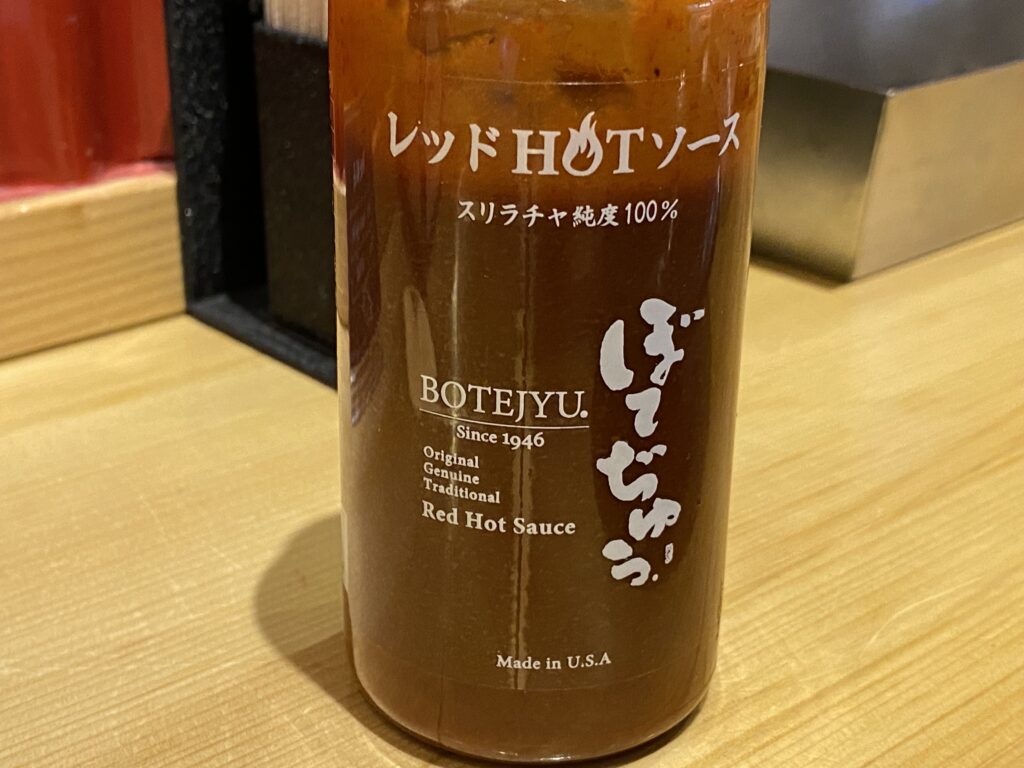 レッドHOTソース
スリラチャ純度100%
BOTEJYU.
Since 1946
Original
Genuine
Traditional
Red Hot Sauce
ぼてぢゅう
Made in U.S.A